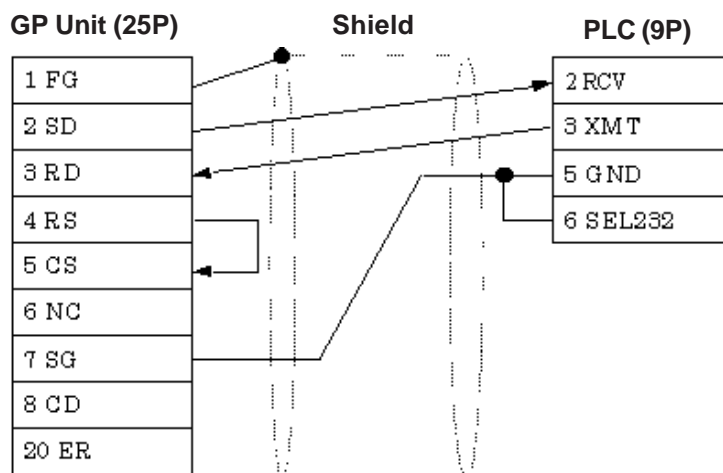 GP Unit (25P)
Shield
PLC (9P)
1 FG
2 SD
3 RD
4 RS
5 CS
6 NC
7 SG
8 CD
20 ER
2 RCV
3 XMT
5 GND
6 SEL232